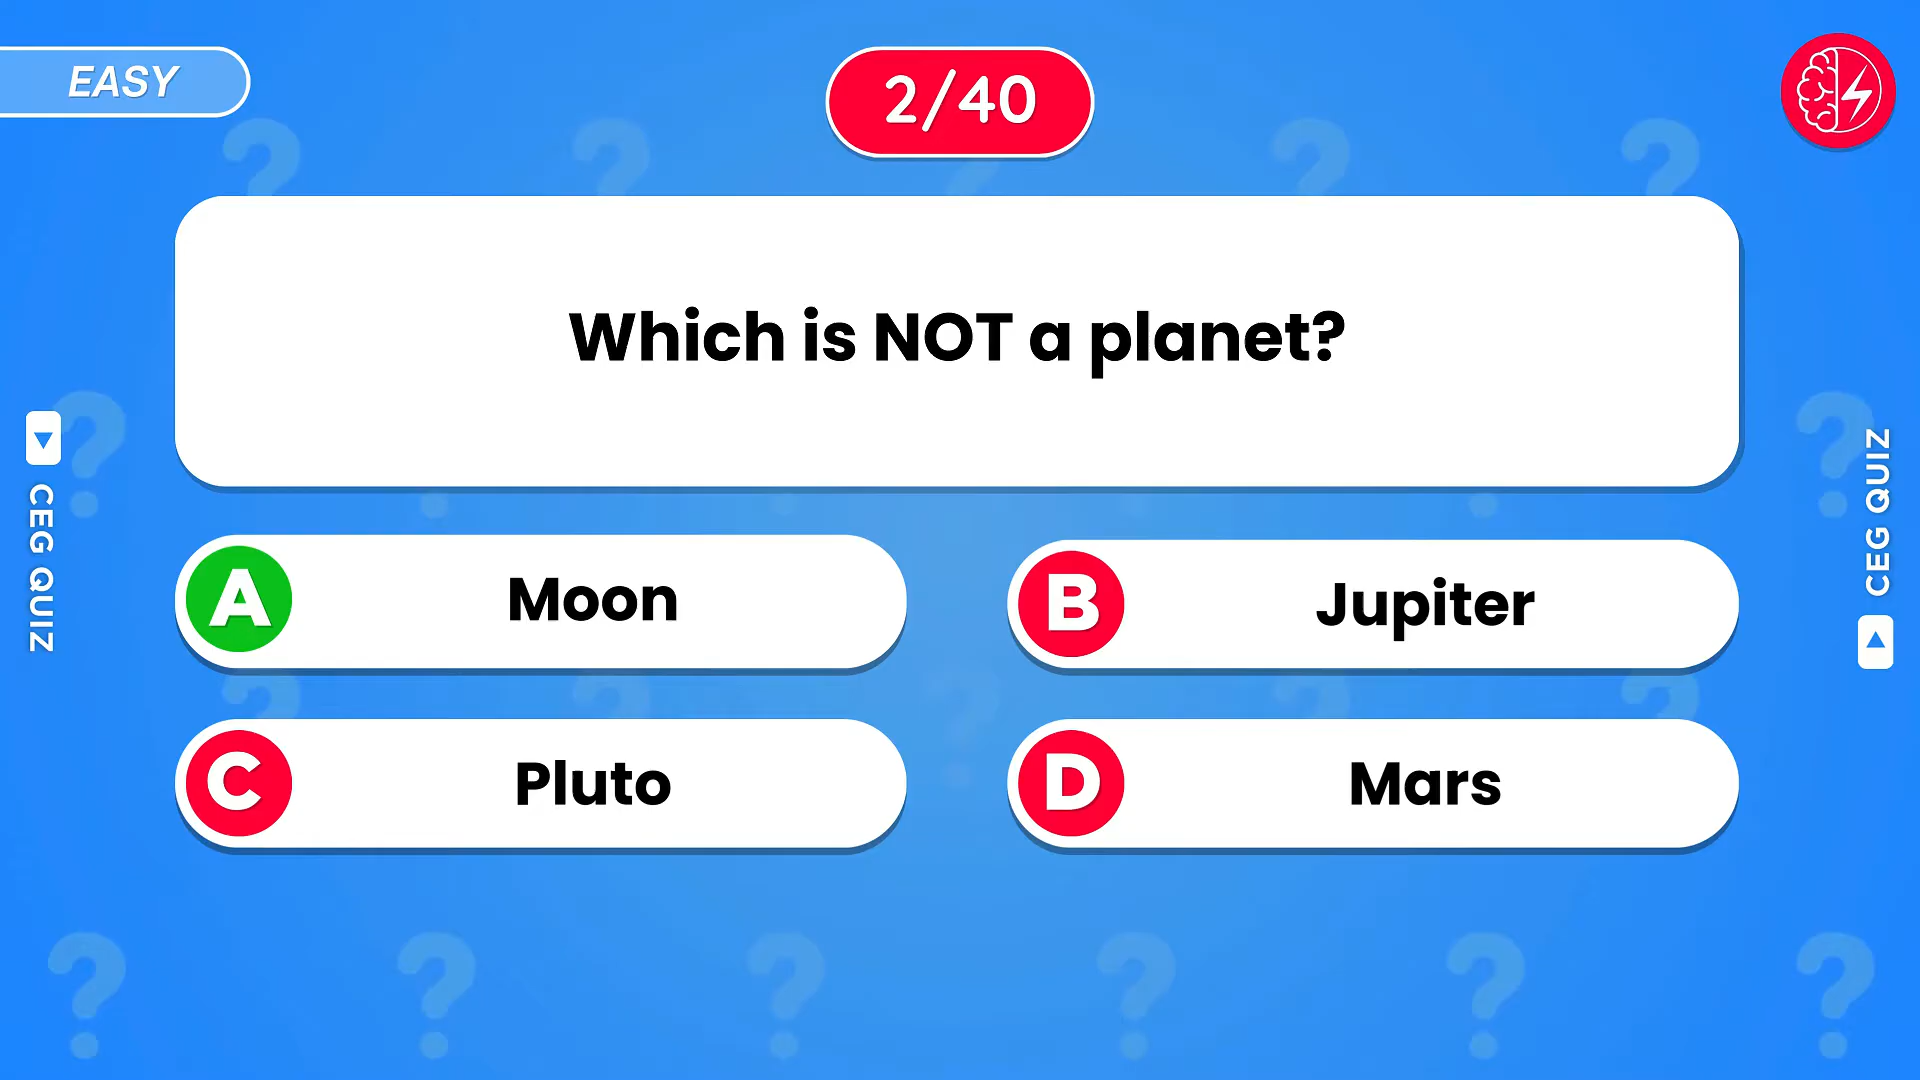 EASY
2/40
Which is NOT a planet?
A Moon
B Jupiter
C Pluto
D Mars
CEG QUIZ
CEG QUIZ